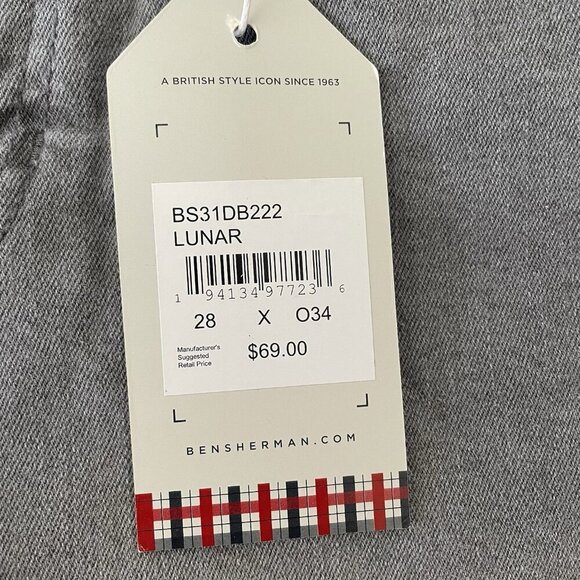 A BRITISH STYLE ICON SINCE 1963
BS31DB222
LUNAR
1 94134 97723 6
28 X O34
Manufacturer's
Suggested
Retail Price
$69.00
BENSHERMAN.COM